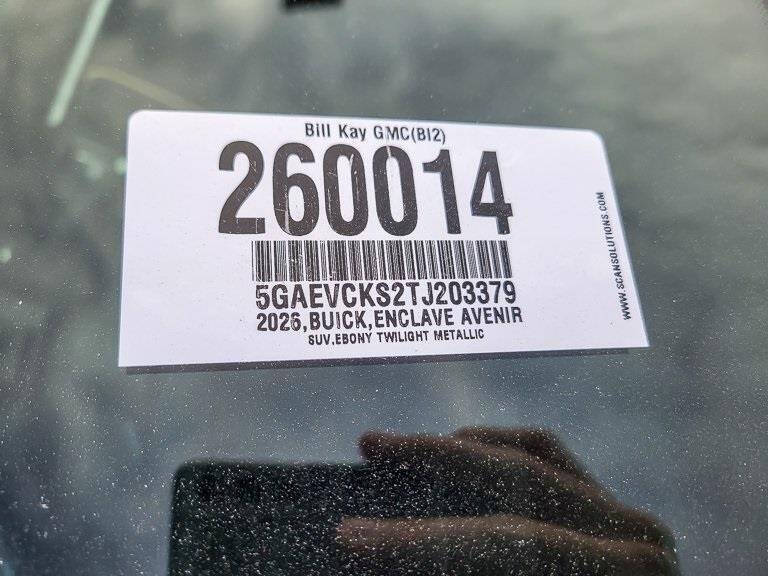 Bill Kay GMC(BI2)
260014
5GAEVCKS2TJ203379
2026,BUICK,ENCLAVE AVENIR
SUV,EBONY TWILIGHT METALLIC
WWW.SCANSOLUTIONS.COM